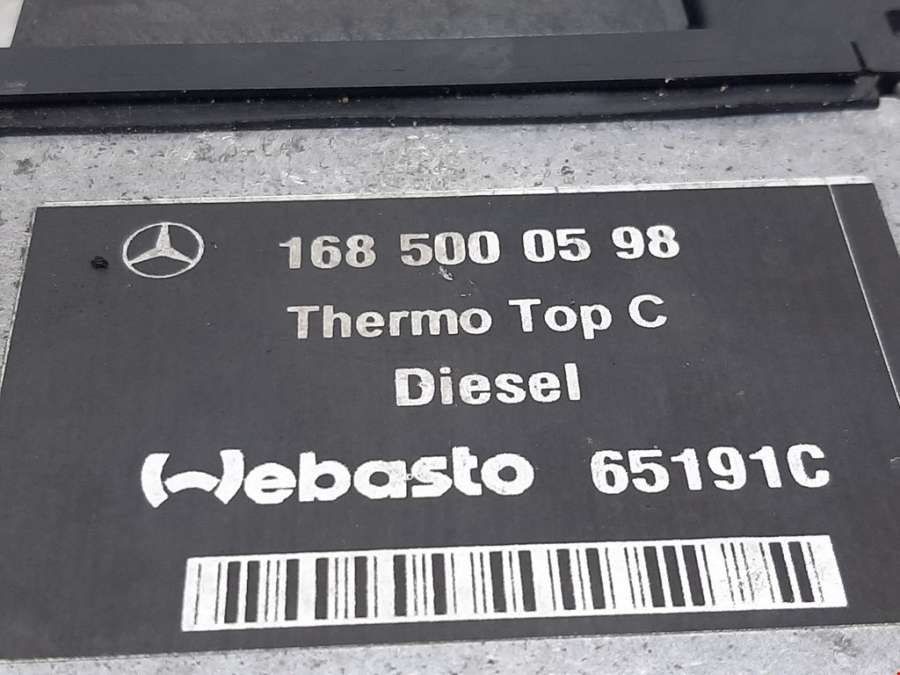 168 500 05 98
Thermo Top C
Diesel
Webasto 65191C